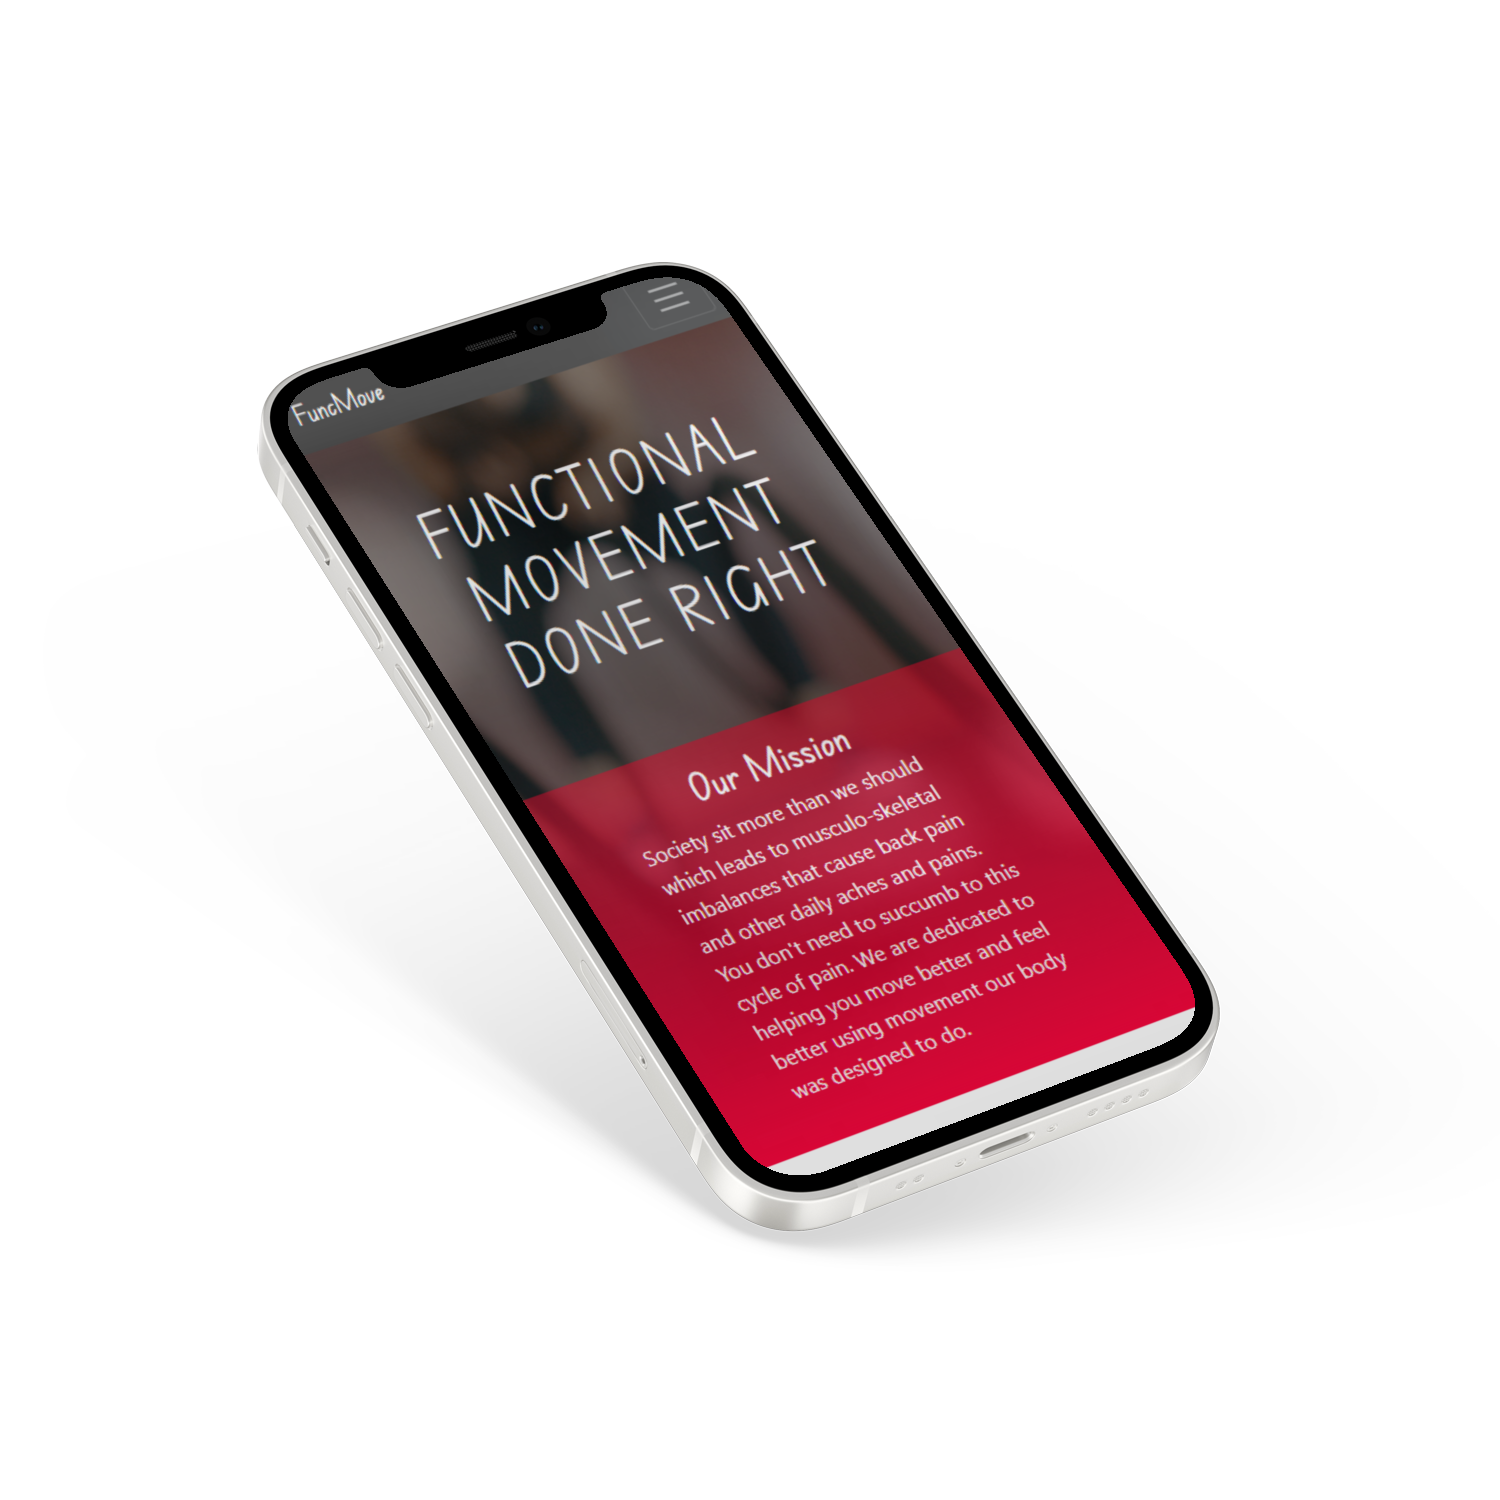 FuncMove
FUNCTIONAL
MOVEMENT
DONE RIGHT
Our Mission
Society sit more than we should
which leads to musculo-skeletal
imbalances that cause back pain
and other daily aches and pains.
You don't need to succumb to this
cycle of pain. We are dedicated to
helping you move better and feel
better using movement our body
was designed to do.